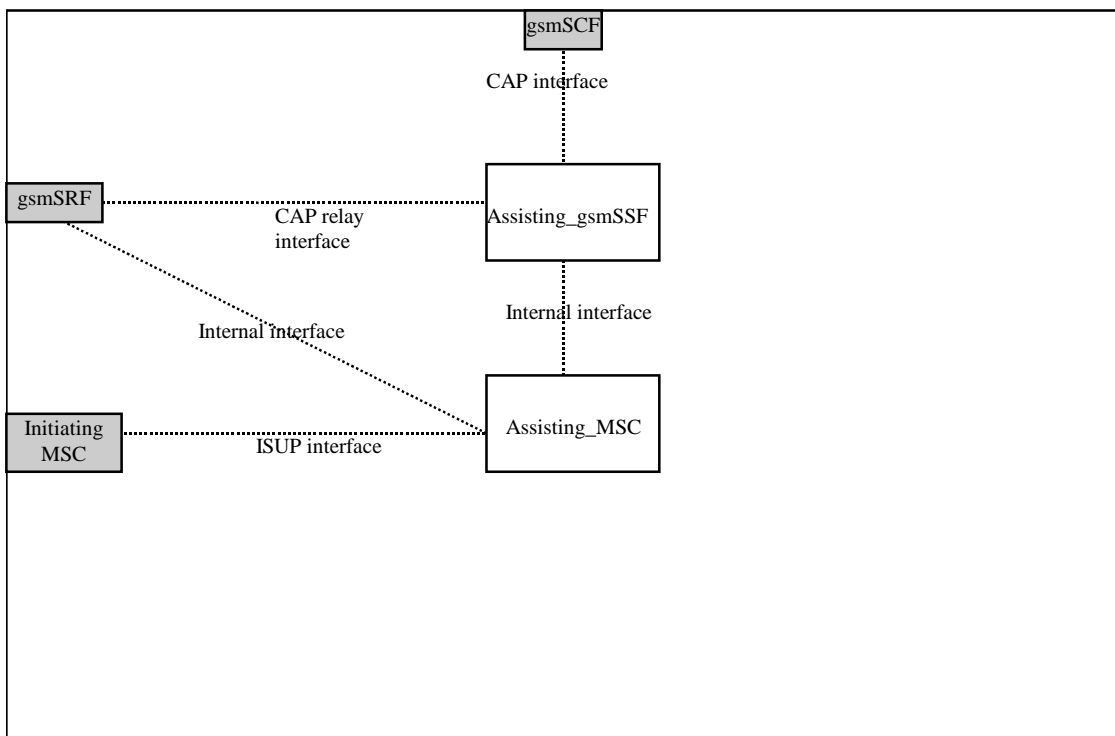 gsmSCF
CAP interface
gsmSRF
CAP relay
interface
Assisting_gsmSSF
Internal interface
Internal interface
Initiating
MSC
ISUP interface
Assisting_MSC